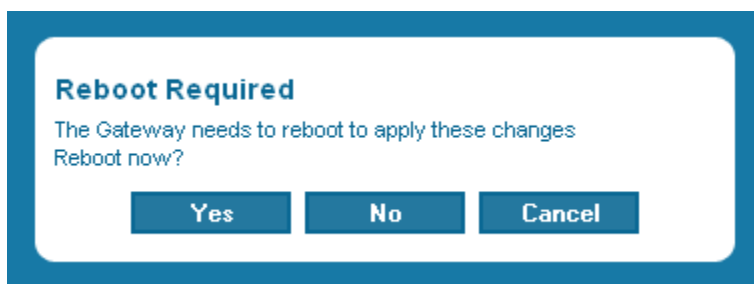 Reboot Required
The Gateway needs to reboot to apply these changes
Reboot now?
Yes No Cancel